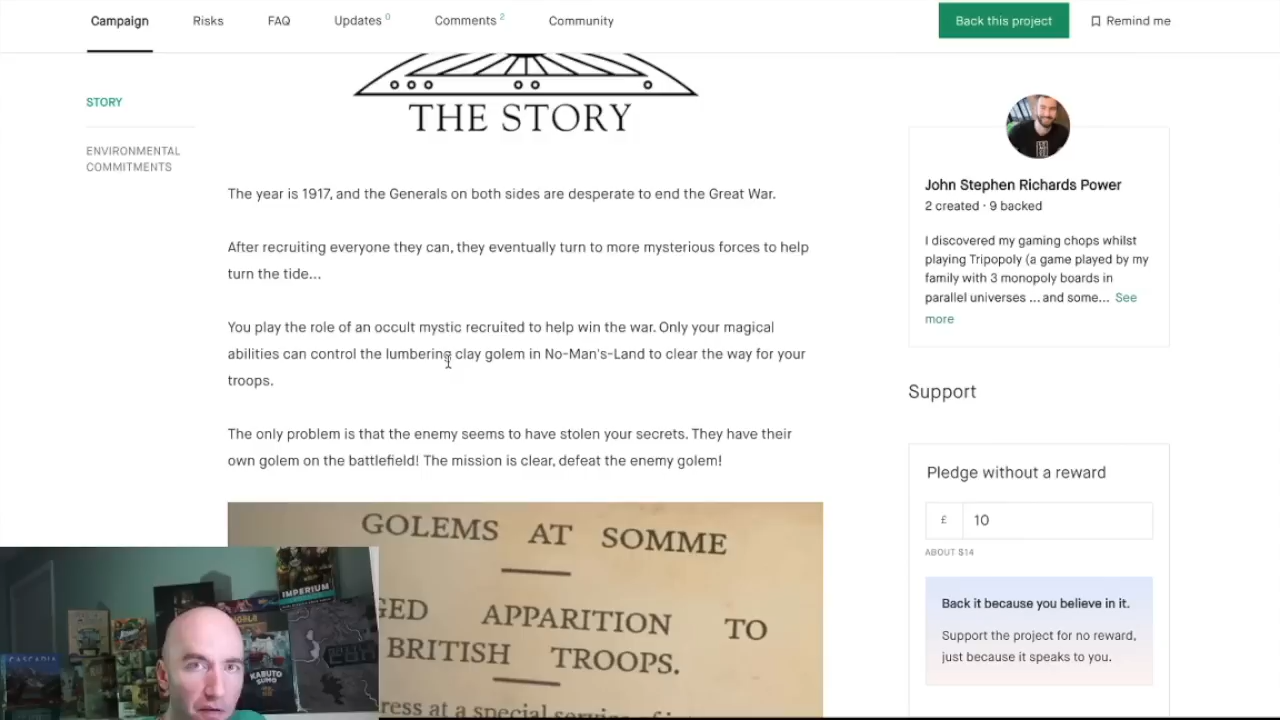 Campaign
Risks
FAQ
Updates 0
Comments 2
Community
Back this project
Remind me
STORY
ENVIRONMENTAL
COMMITMENTS
THE STORY
The year is 1917, and the Generals on both sides are desperate to end the Great War.
After recruiting everyone they can, they eventually turn to more mysterious forces to help
turn the tide...
You play the role of an occult mystic recruited to help win the war. Only your magical
abilities can control the lumbering clay golem in No-Man's-Land to clear the way for your
troops.
The only problem is that the enemy seems to have stolen your secrets. They have their
own golem on the battlefield! The mission is clear, defeat the enemy golem!
GOLEMS AT SOMME
GED APPARITION TO
BRITISH TROOPS.
ress at a special service of
John Stephen Richards Power
2 created · 9 backed
I discovered my gaming chops whilst
playing Tripopoly (a game played by my
family with 3 monopoly boards in
parallel universes ... and some... See
more
Support
Pledge without a reward
£ 10
ABOUT $14
Back it because you believe in it.
Support the project for no reward,
just because it speaks to you.
IMPERIUM
CASCADIA
KABUTO
SUMO